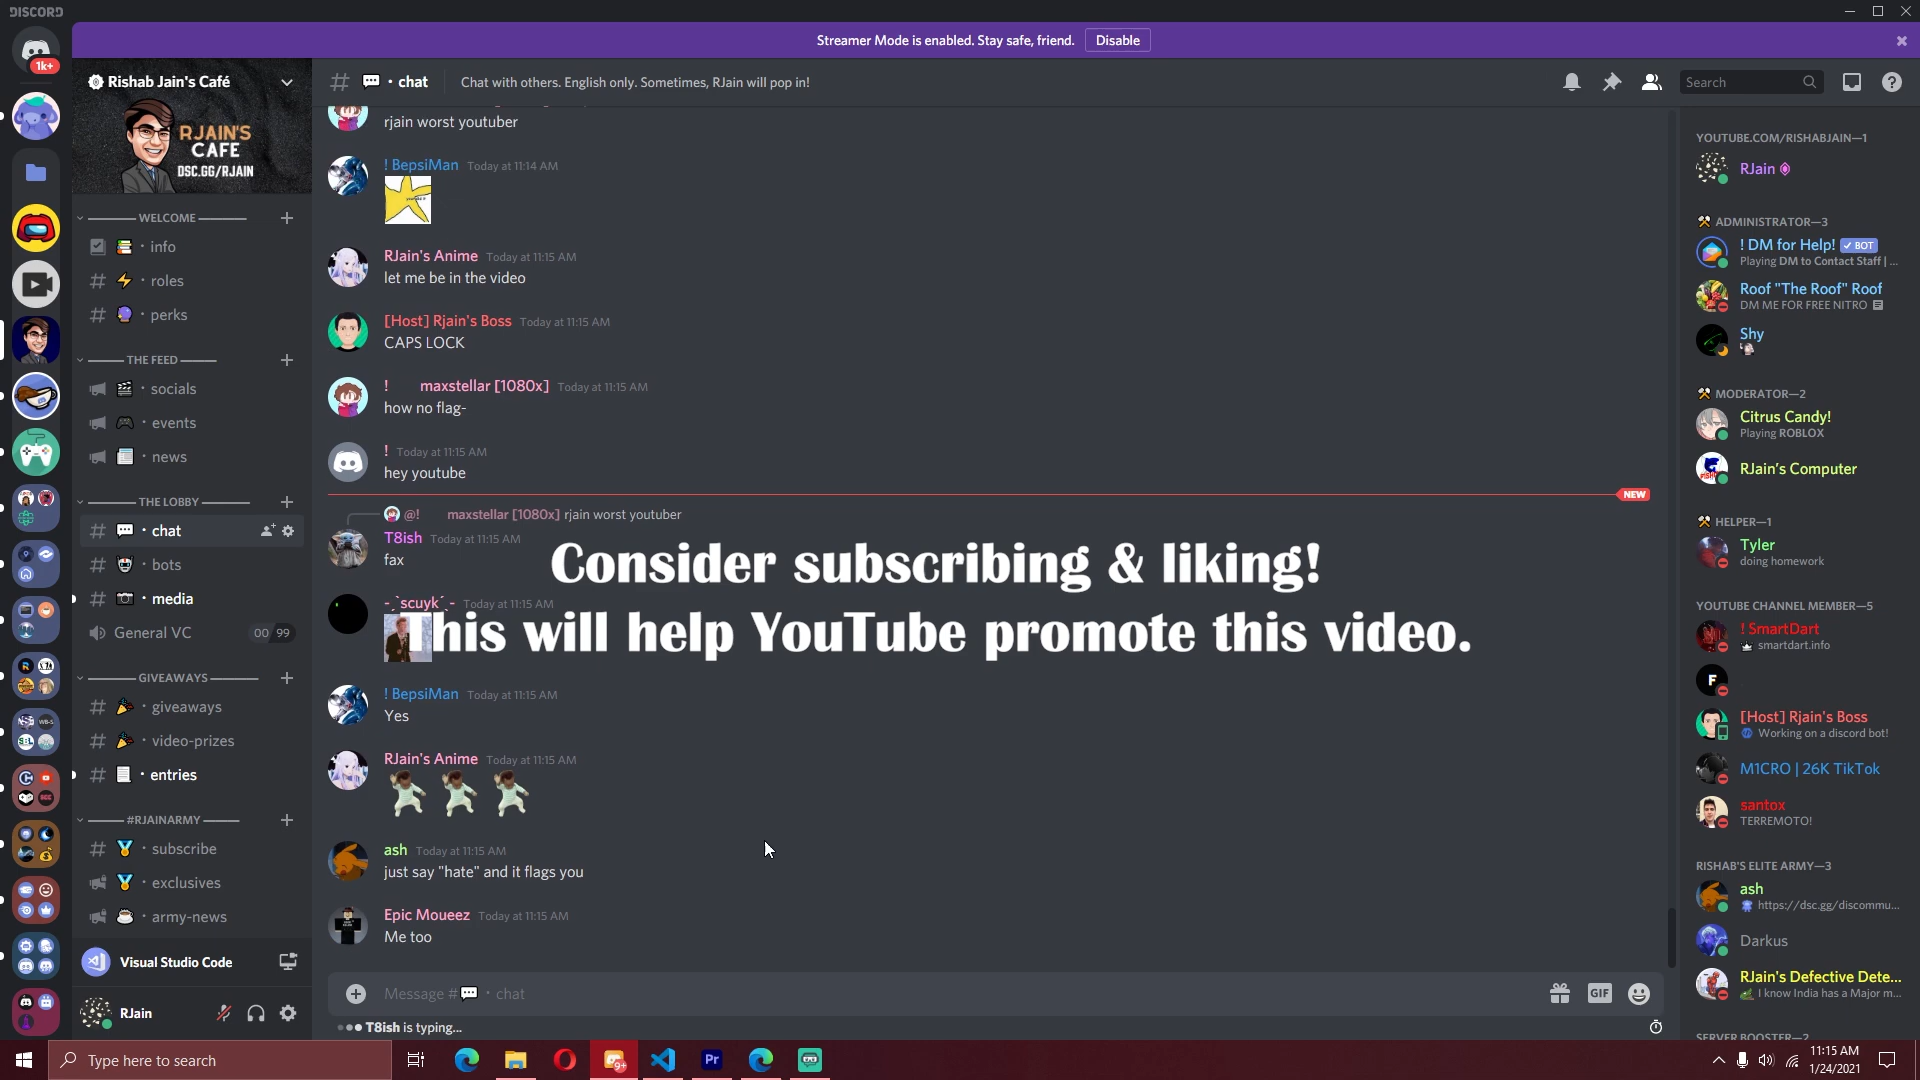 DISCORD
Streamer Mode is enabled. Stay safe, friend. Disable
1k+
Rishab Jain's Café
RJAIN'S
CAFE
DSC.GG/RJAIN
WELCOME
info
roles
perks
THE FEED
socials
events
news
THE LOBBY
chat
bots
media
General VC 00 99
GIVEAWAYS
giveaways
video-prizes
entries
#RJAINARMY
subscribe
exclusives
army-news
Visual Studio Code
RJain
chat Chat with others. English only. Sometimes, RJain will pop in!
Search
rjain worst youtuber
! BepsiMan Today at 11:14 AM
RJain's Anime Today at 11:15 AM
let me be in the video
[Host] Rjain's Boss Today at 11:15 AM
CAPS LOCK
! maxstellar [1080x] Today at 11:15 AM
how no flag-
! Today at 11:15 AM
hey youtube
NEW
@! maxstellar [1080x] rjain worst youtuber
T8ish Today at 11:15 AM
fax
Consider subscribing & liking!
This will help YouTube promote this video.
-ˏˋscuykˊˎ- Today at 11:15 AM
! BepsiMan Today at 11:15 AM
Yes
RJain's Anime Today at 11:15 AM
ash Today at 11:15 AM
just say "hate" and it flags you
Epic Moueez Today at 11:15 AM
Me too
Message # · chat
GIF
T8ish is typing...
YOUTUBE.COM/RISHABJAIN—1
RJain
ADMINISTRATOR—3
! DM for Help! ✓ BOT
Playing DM to Contact Staff | ...
Roof "The Roof" Roof
DM ME FOR FREE NITRO
Shy
MODERATOR—2
Citrus Candy!
Playing ROBLOX
RJain's Computer
HELPER—1
Tyler
doing homework
YOUTUBE CHANNEL MEMBER—5
! SmartDart
smartdart.info
F
[Host] Rjain's Boss
Working on a discord bot!
M1CRO | 26K TikTok
santox
TERREMOTO!
RISHAB'S ELITE ARMY—3
ash
https://dsc.gg/discommu...
Darkus
RJain's Defective Dete...
I know India has a Major m...
SERVER BOOSTER—2
Type here to search
9+
Pr
11:15 AM
1/24/2021